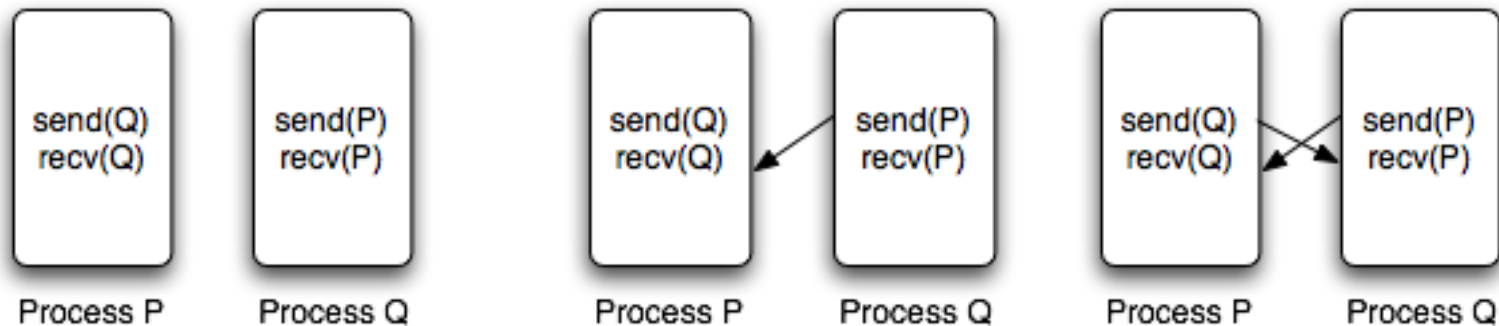 send(Q)
recv(Q)
Process P
send(P)
recv(P)
Process Q
send(Q)
recv(Q)
Process P
send(P)
recv(P)
Process Q
send(Q)
recv(Q)
Process P
send(P)
recv(P)
Process Q